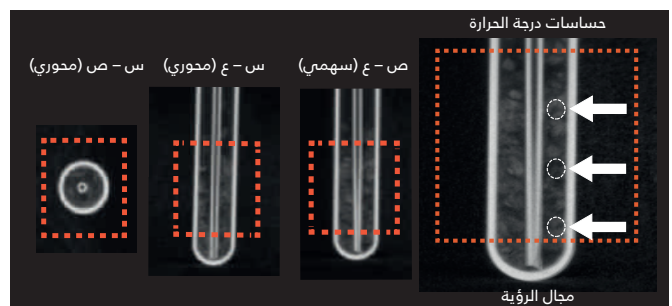 حساسات درجة الحرارة
ص – ع (سهمي)
س – ع (محوري)
س – ص (محوري)
مجال الرؤية